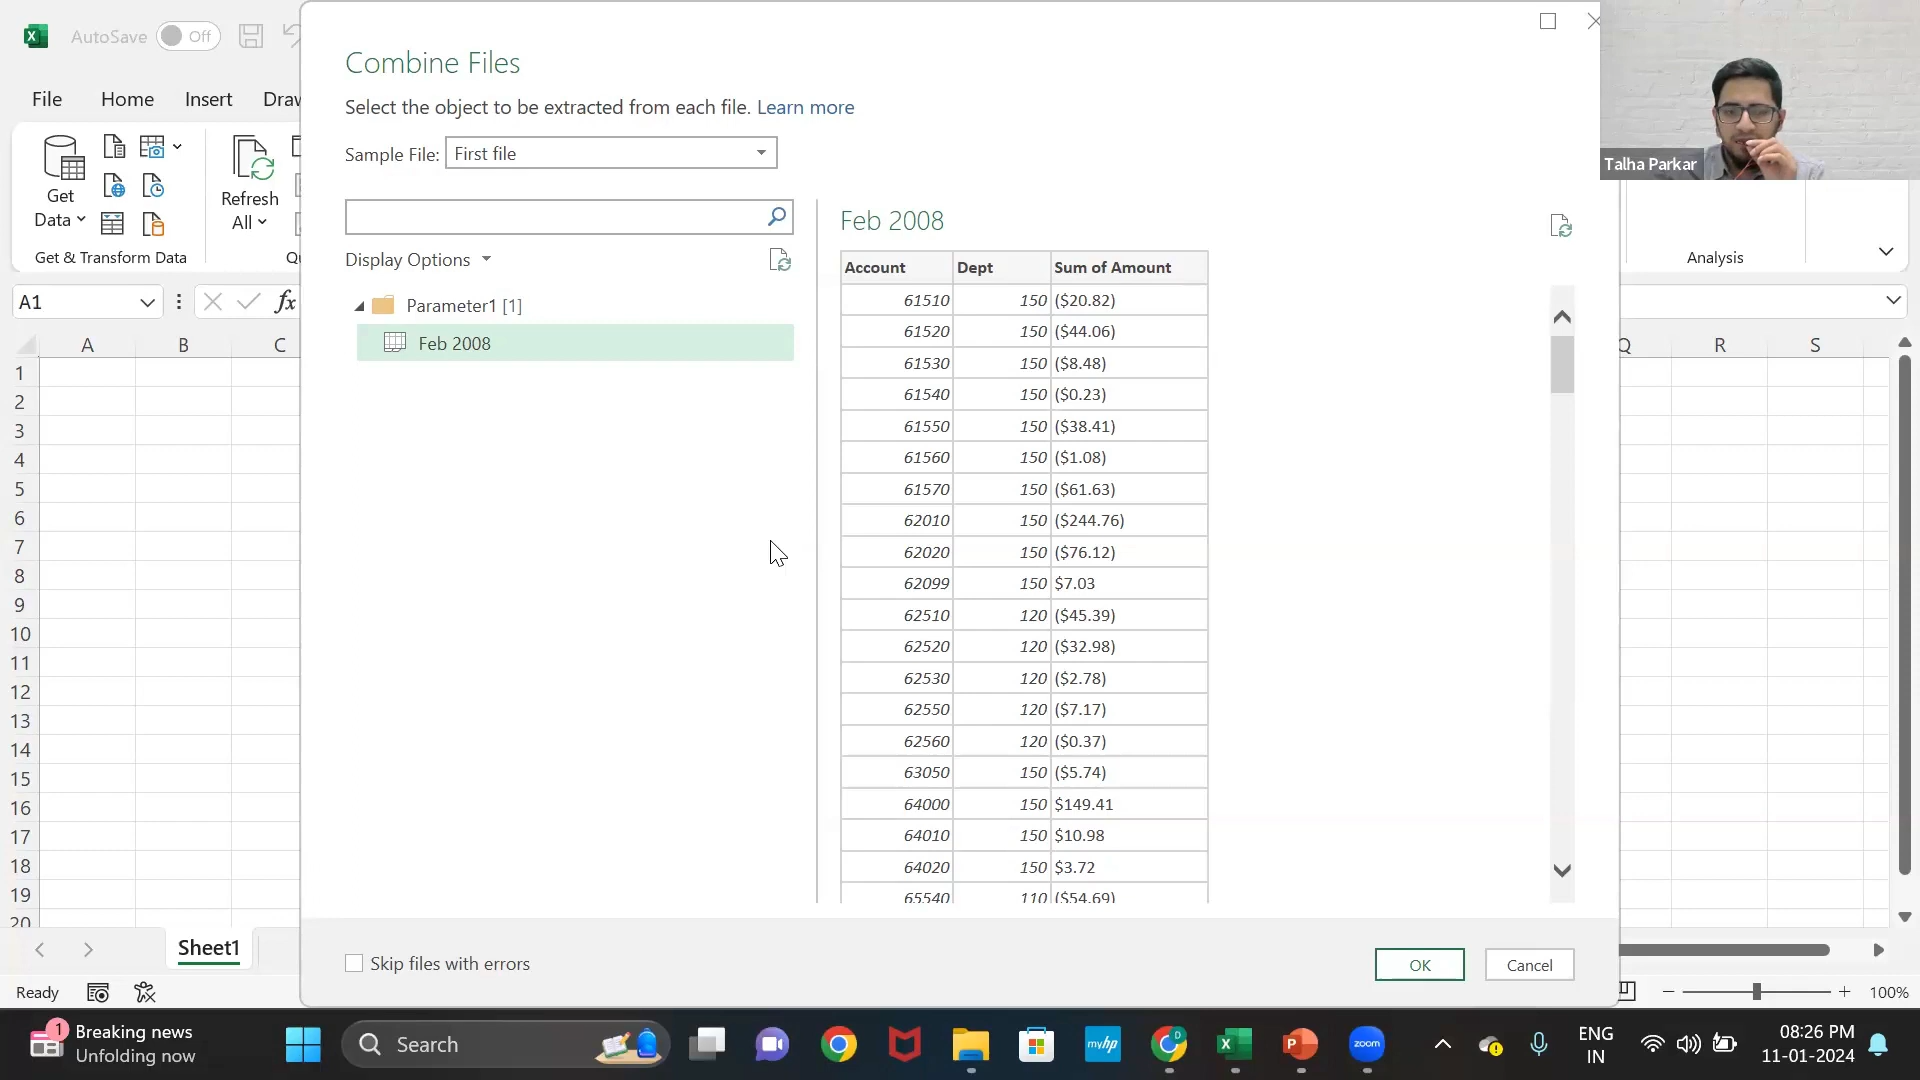 AutoSave Off
File Home Insert Draw
Get Data
Refresh All
Get & Transform Data
Analysis
A1
fx
A B C
Q R S
1
2
3
4
5
6
7
8
9
10
11
12
13
14
15
16
17
18
19
20
Combine Files
Select the object to be extracted from each file. Learn more
Sample File: First file
Display Options
Parameter1 [1]
Feb 2008
Feb 2008
Account Dept Sum of Amount
61510 150 ($20.82)
61520 150 ($44.06)
61530 150 ($8.48)
61540 150 ($0.23)
61550 150 ($38.41)
61560 150 ($1.08)
61570 150 ($61.63)
62010 150 ($244.76)
62020 150 ($76.12)
62099 150 $7.03
62510 120 ($45.39)
62520 120 ($32.98)
62530 120 ($2.78)
62550 120 ($7.17)
62560 120 ($0.37)
63050 150 ($5.74)
64000 150 $149.41
64010 150 $10.98
64020 150 $3.72
65540 110 ($54.69)
Skip files with errors
OK Cancel
Talha Parkar
Sheet1
Ready
100%
1
Breaking news
Unfolding now
Search
myhp
zoom
ENG
IN
08:26 PM
11-01-2024